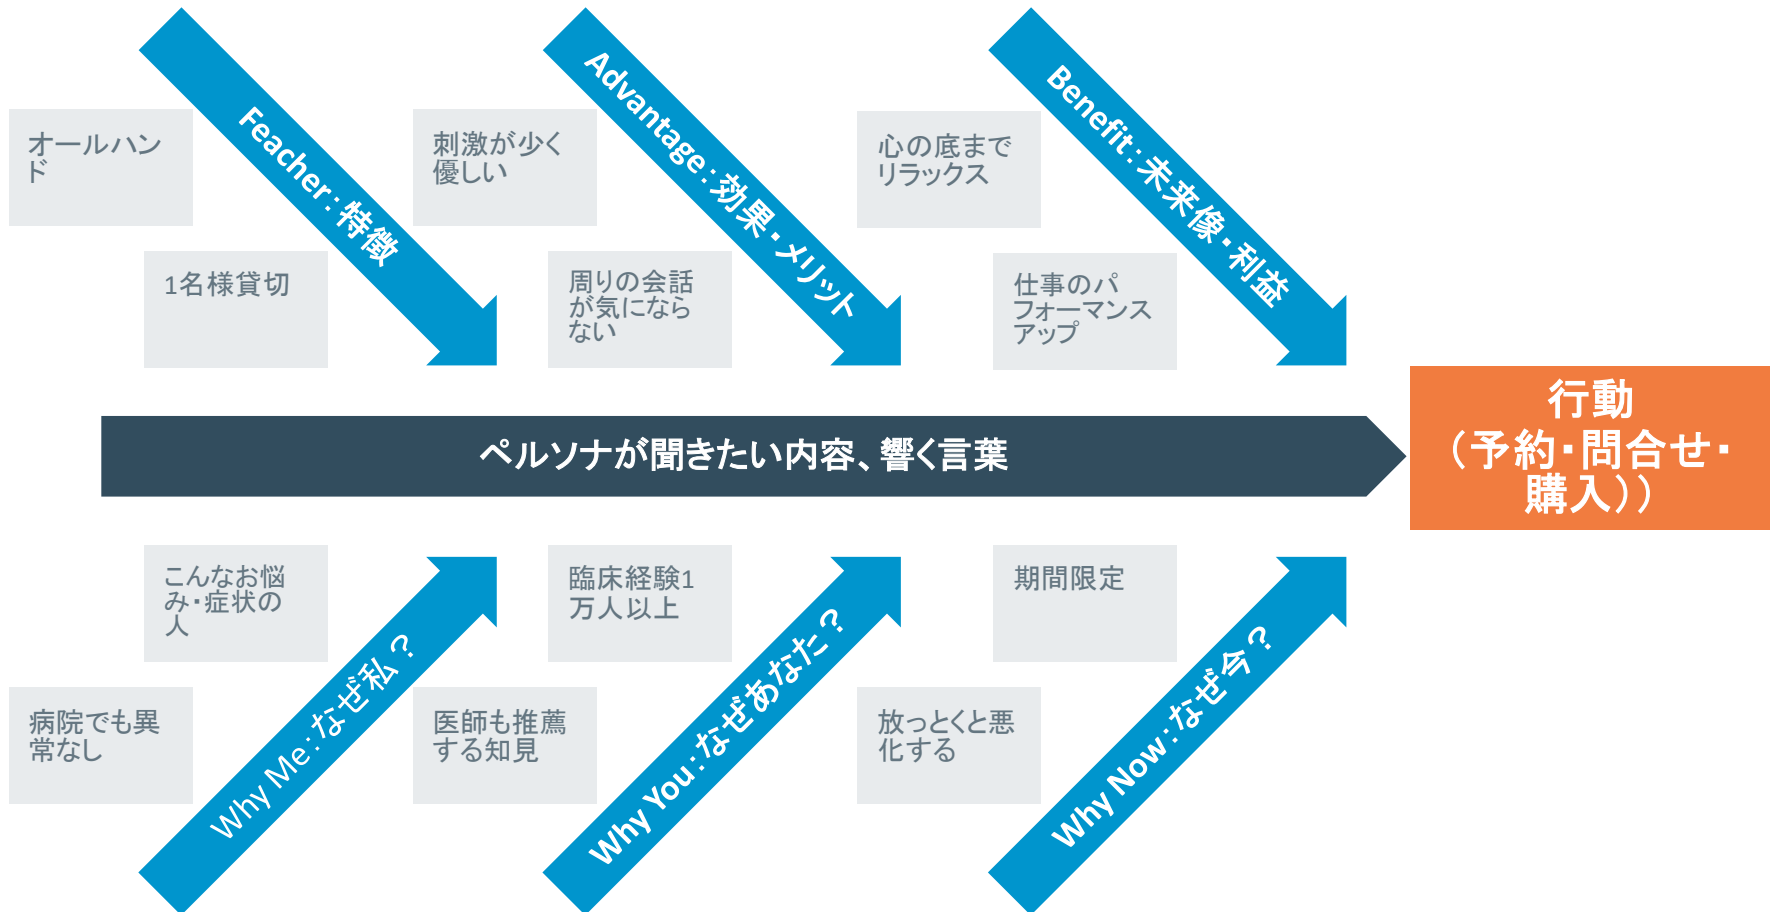 Feacher:特徴
オールハン
ド
1名様貸切
Advantage:効果・メリット
刺激が少く
優しい
周りの会話
が気になら
ない
Benefit:未来像・利益
心の底まで
リラックス
仕事のパ
フォーマンス
アップ
ペルソナが聞きたい内容、響く言葉
行動
(予約・問合せ・
購入))
こんなお悩
み・症状の
人
病院でも異
常なし
Why Me:なぜ私?
臨床経験1
万人以上
医師も推薦
する知見
Why You:なぜあなた?
期間限定
放っとくと悪
化する
Why Now:なぜ今?